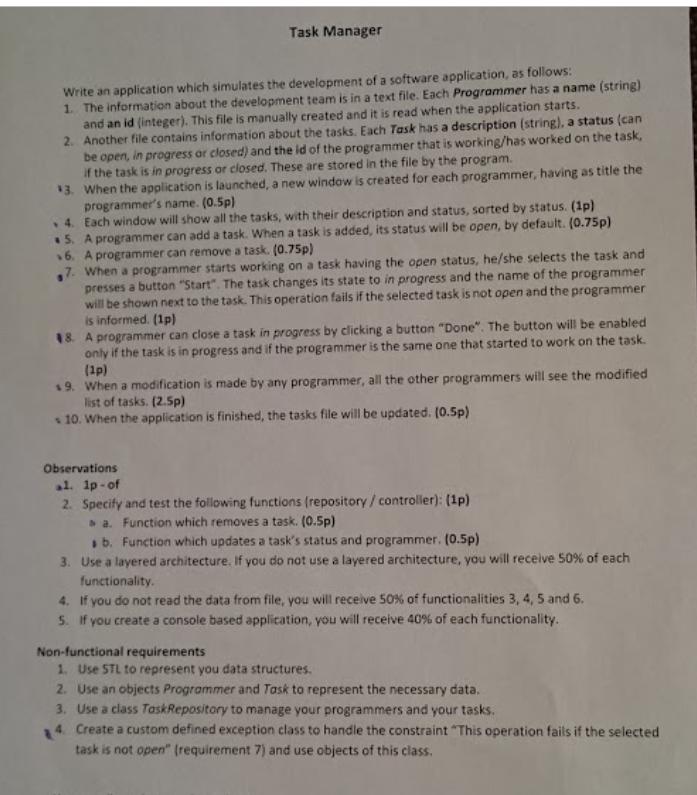 Task Manager
Write an application which simulates the development of a software application, as follows:
1. The information about the development team is in a text file. Each Programmer has a name (string)
and an id (integer). This file is manually created and it is read when the application starts.
2. Another file contains information about the tasks. Each Task has a description (string), a status (can
be open, in progress or closed) and the id of the programmer that is working/has worked on the task,
if the task is in progress or closed. These are stored in the file by the program.
3. When the application is launched, a new window is created for each programmer, having as title the
programmer's name. (0.5p)
4. Each window will show all the tasks, with their description and status, sorted by status. (1p)
5. A programmer can add a task. When a task is added, its status will be open, by default. (0.75p)
6. A programmer can remove a task. (0.75p)
7. When a programmer starts working on a task having the open status, he/she selects the task and
presses a button "Start". The task changes its state to in progress and the name of the programmer
will be shown next to the task. This operation fails if the selected task is not open and the programmer
is informed. (1p)
8. A programmer can close a task in progress by clicking a button "Done". The button will be enabled
only if the task is in progress and if the programmer is the same one that started to work on the task.
(1p)
9. When a modification is made by any programmer, all the other programmers will see the modified
list of tasks. (2.5p)
10. When the application is finished, the tasks file will be updated. (0.5p)
Observations
1. 1p - of
2. Specify and test the following functions (repository / controller): (1p)
a. Function which removes a task. (0.5p)
b. Function which updates a task's status and programmer. (0.5p)
3. Use a layered architecture. If you do not use a layered architecture, you will receive 50% of each
functionality.
4. If you do not read the data from file, you will receive 50% of functionalities 3, 4, 5 and 6.
5. If you create a console based application, you will receive 40% of each functionality.
Non-functional requirements
1. Use STL to represent you data structures.
2. Use an objects Programmer and Task to represent the necessary data.
3. Use a class TaskRepository to manage your programmers and your tasks.
4. Create a custom defined exception class to handle the constraint "This operation fails if the selected
task is not open" (requirement 7) and use objects of this class.